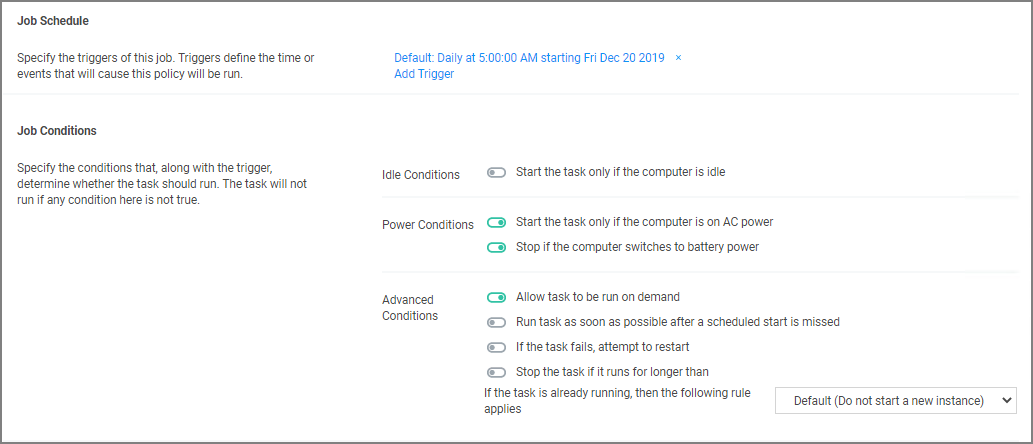 Job Schedule
Specify the triggers of this job. Triggers define the time or
events that will cause this policy will be run.
Default: Daily at 5:00:00 AM starting Fri Dec 20 2019 ×
Add Trigger
Job Conditions
Specify the conditions that, along with the trigger,
determine whether the task should run. The task will not
run if any condition here is not true.
Idle Conditions
Start the task only if the computer is idle
Power Conditions
Start the task only if the computer is on AC power
Stop if the computer switches to battery power
Advanced
Conditions
Allow task to be run on demand
Run task as soon as possible after a scheduled start is missed
If the task fails, attempt to restart
Stop the task if it runs for longer than
If the task is already running, then the following rule
applies
Default (Do not start a new instance)